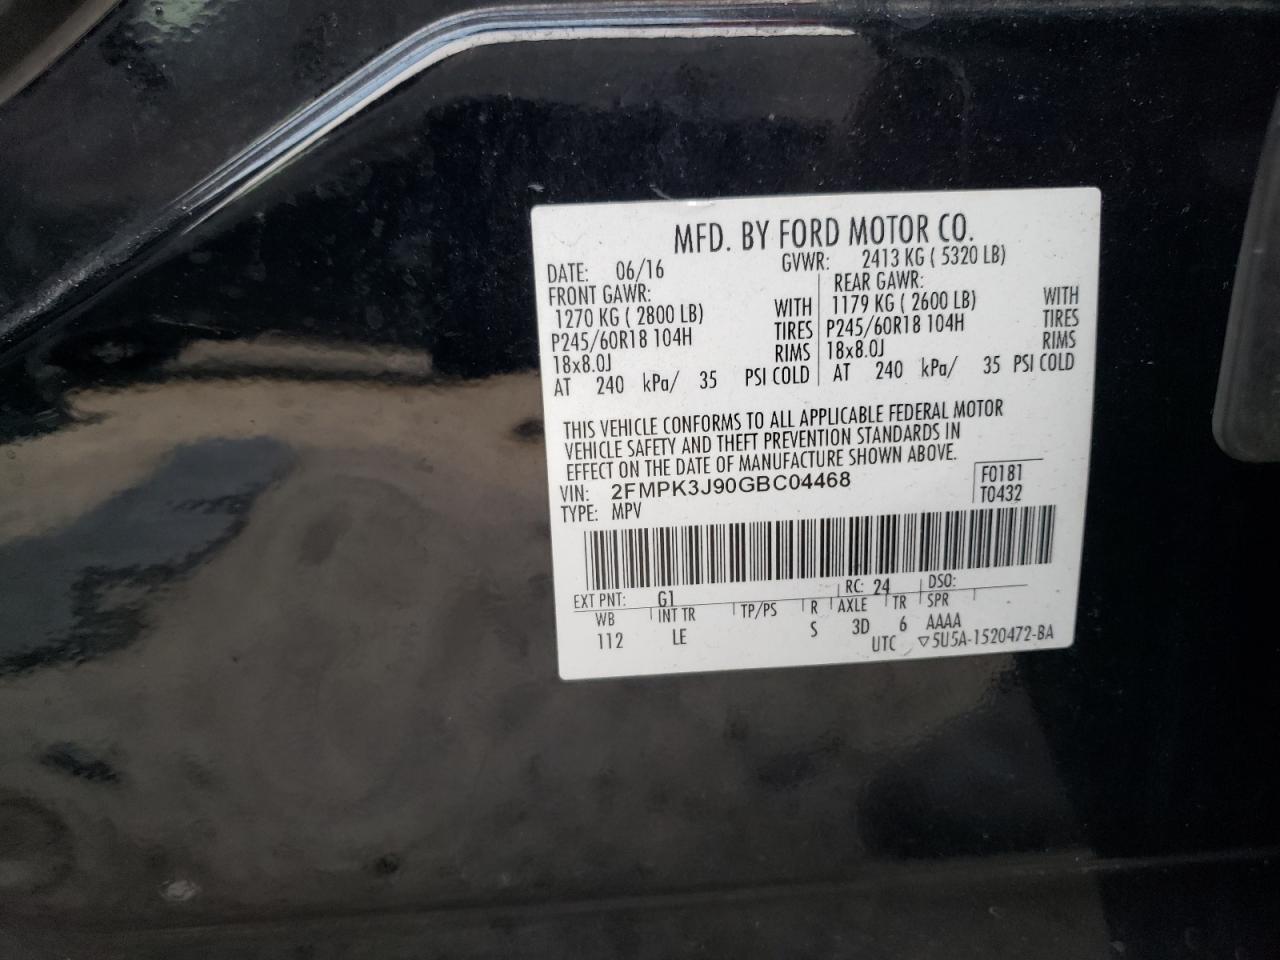 MFD. BY FORD MOTOR CO.
DATE: 06/16 GVWR: 2413 KG ( 5320 LB)
FRONT GAWR: REAR GAWR:
1270 KG ( 2800 LB) WITH 1179 KG ( 2600 LB) WITH
P245/60R18 104H TIRES P245/60R18 104H TIRES
18x8.0J RIMS 18x8.0J RIMS
AT 240 kPa/ 35 PSI COLD AT 240 kPa/ 35 PSI COLD
THIS VEHICLE CONFORMS TO ALL APPLICABLE FEDERAL MOTOR
VEHICLE SAFETY AND THEFT PREVENTION STANDARDS IN
EFFECT ON THE DATE OF MANUFACTURE SHOWN ABOVE.
VIN: 2FMPK3J90GBC04468 F0181
TYPE: MPV T0432
EXT PNT: G1 RC: 24 DSO:
WB INT TR TP/PS R AXLE TR SPR
112 LE S 3D 6 AAAA
UTC ▽5U5A-1520472-BA